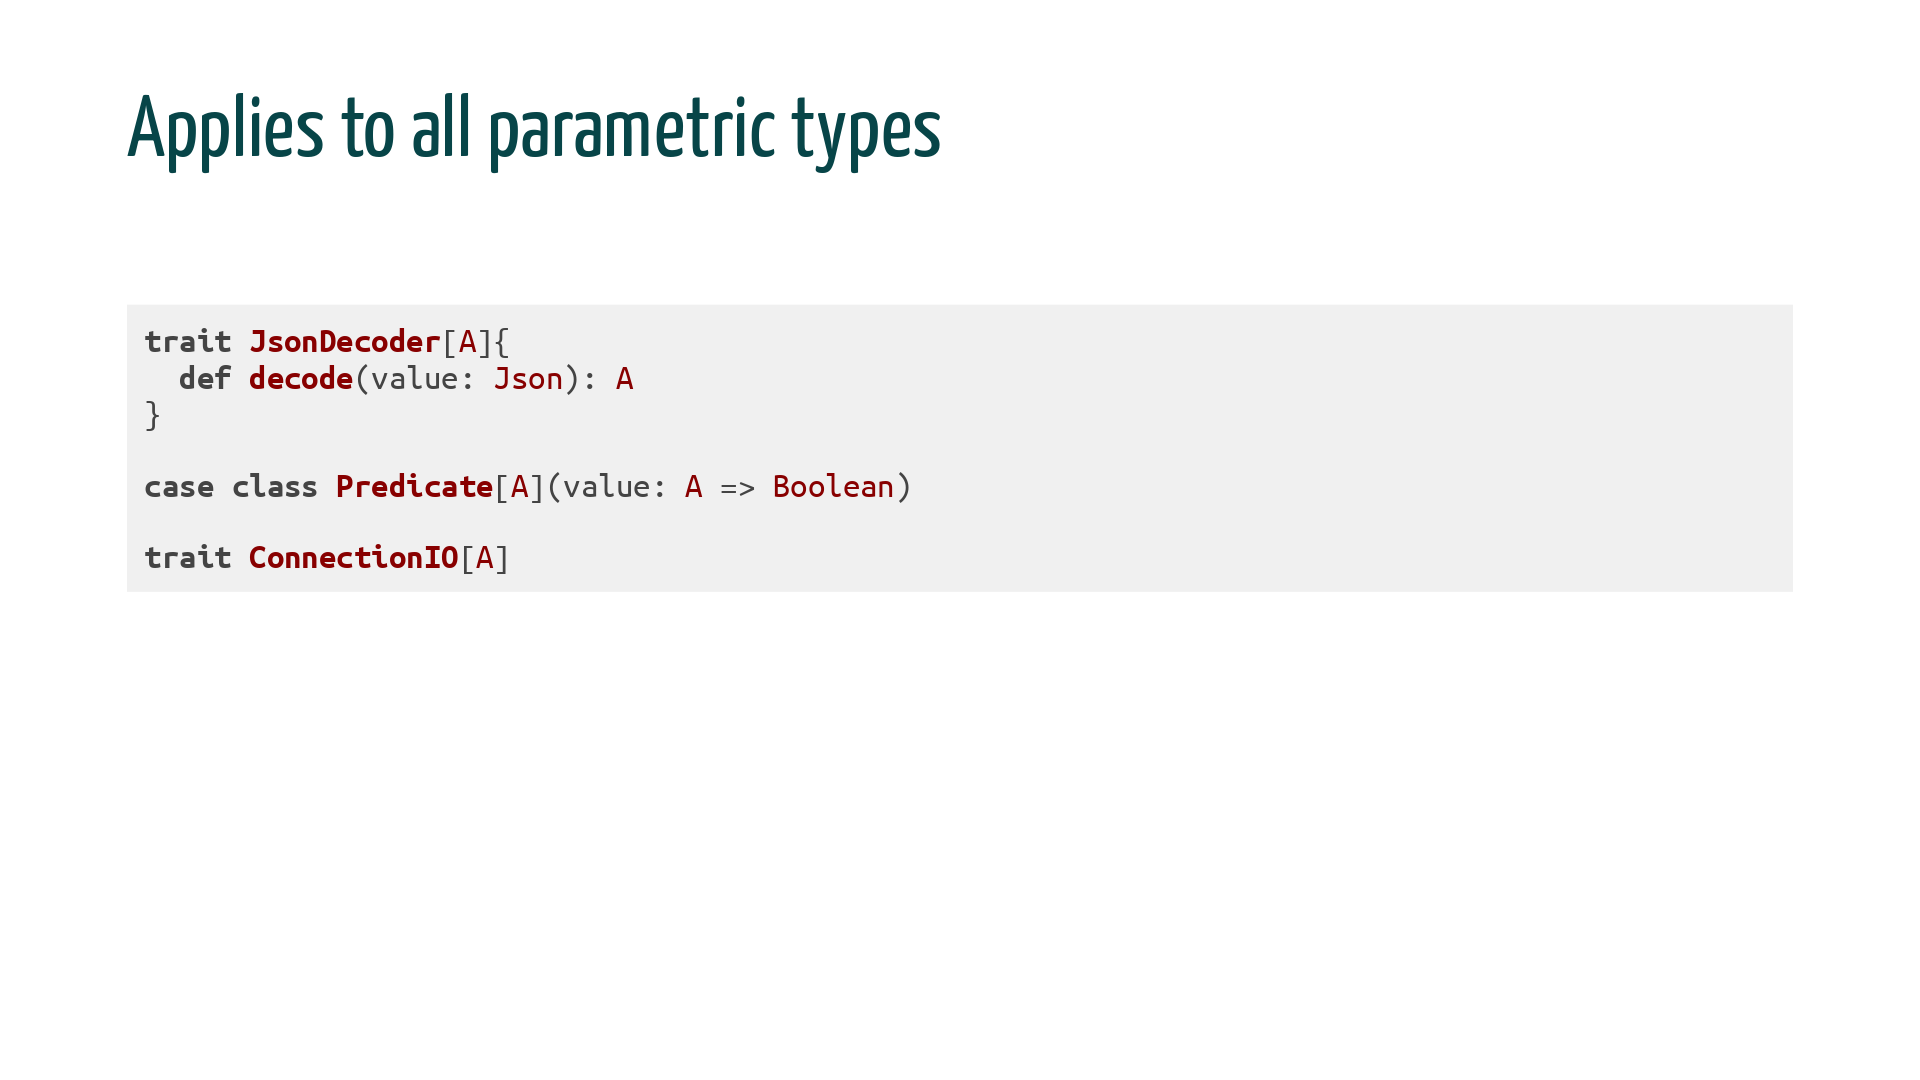 Applies to all parametric types
trait JsonDecoder[A]{
  def decode(value: Json): A
}
case class Predicate[A](value: A => Boolean)
trait ConnectionIO[A]